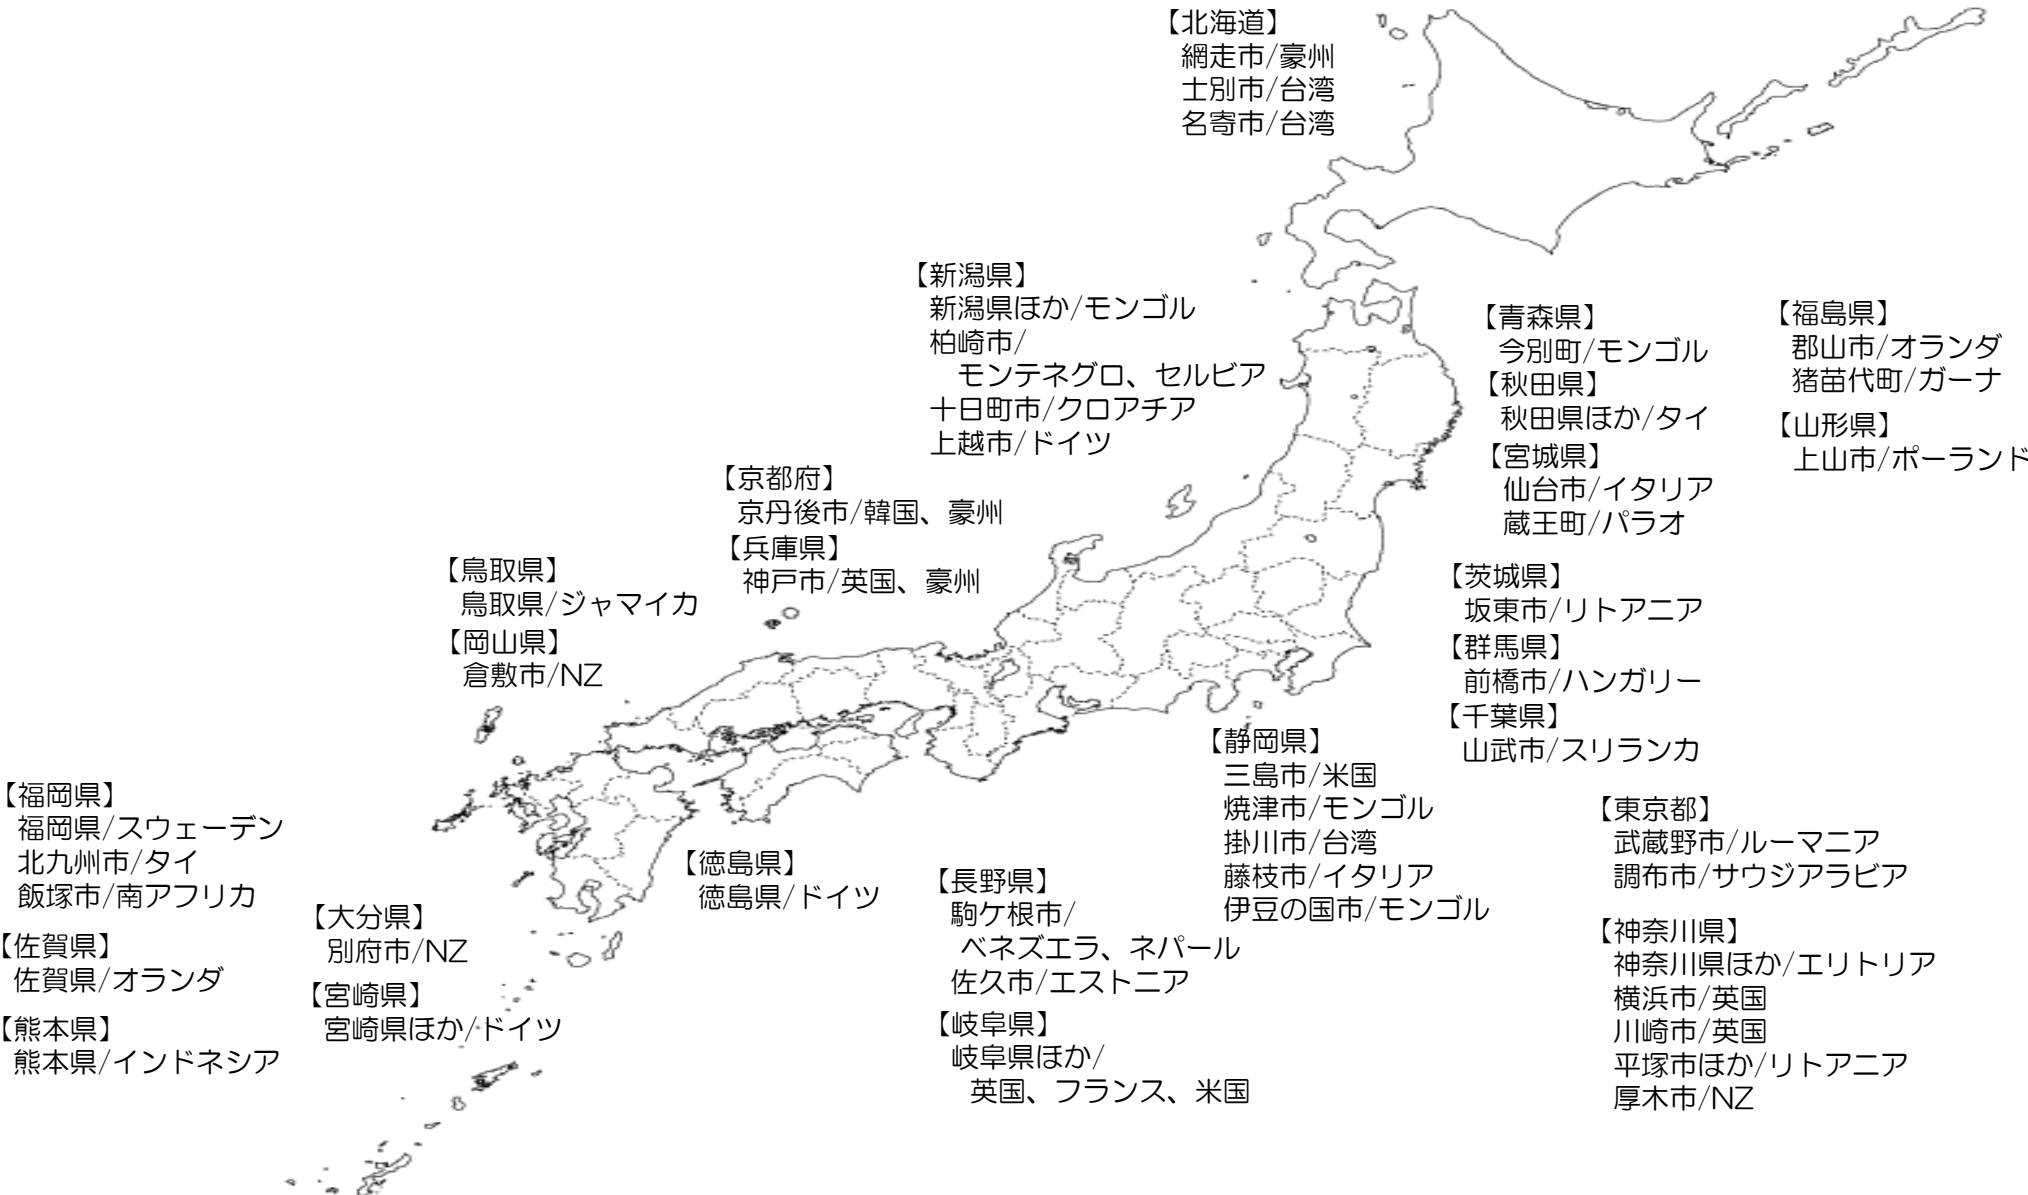 【北海道】
網走市/豪州
士別市/台湾
名寄市/台湾
【新潟県】
新潟県ほか/モンゴル
柏崎市/
モンテネグロ、セルビア
十日町市/クロアチア
上越市/ドイツ
【青森県】
今別町/モンゴル
【秋田県】
秋田県ほか/タイ
【宮城県】
仙台市/イタリア
蔵王町/パラオ
【福島県】
郡山市/オランダ
猪苗代町/ガーナ
【山形県】
上山市/ポーランド
【京都府】
京丹後市/韓国、豪州
【兵庫県】
神戸市/英国、豪州
【鳥取県】
鳥取県/ジャマイカ
【岡山県】
倉敷市/NZ
【茨城県】
坂東市/リトアニア
【群馬県】
前橋市/ハンガリー
【千葉県】
山武市/スリランカ
【静岡県】
三島市/米国
焼津市/モンゴル
掛川市/台湾
藤枝市/イタリア
伊豆の国市/モンゴル
【東京都】
武蔵野市/ルーマニア
調布市/サウジアラビア
【神奈川県】
神奈川県ほか/エリトリア
横浜市/英国
川崎市/英国
平塚市ほか/リトアニア
厚木市/NZ
【福岡県】
福岡県/スウェーデン
北九州市/タイ
飯塚市/南アフリカ
【佐賀県】
佐賀県/オランダ
【熊本県】
熊本県/インドネシア
【大分県】
別府市/NZ
【宮崎県】
宮崎県ほか/ドイツ
【徳島県】
徳島県/ドイツ
【長野県】
駒ケ根市/
ベネズエラ、ネパール
佐久市/エストニア
【岐阜県】
岐阜県ほか/
英国、フランス、米国